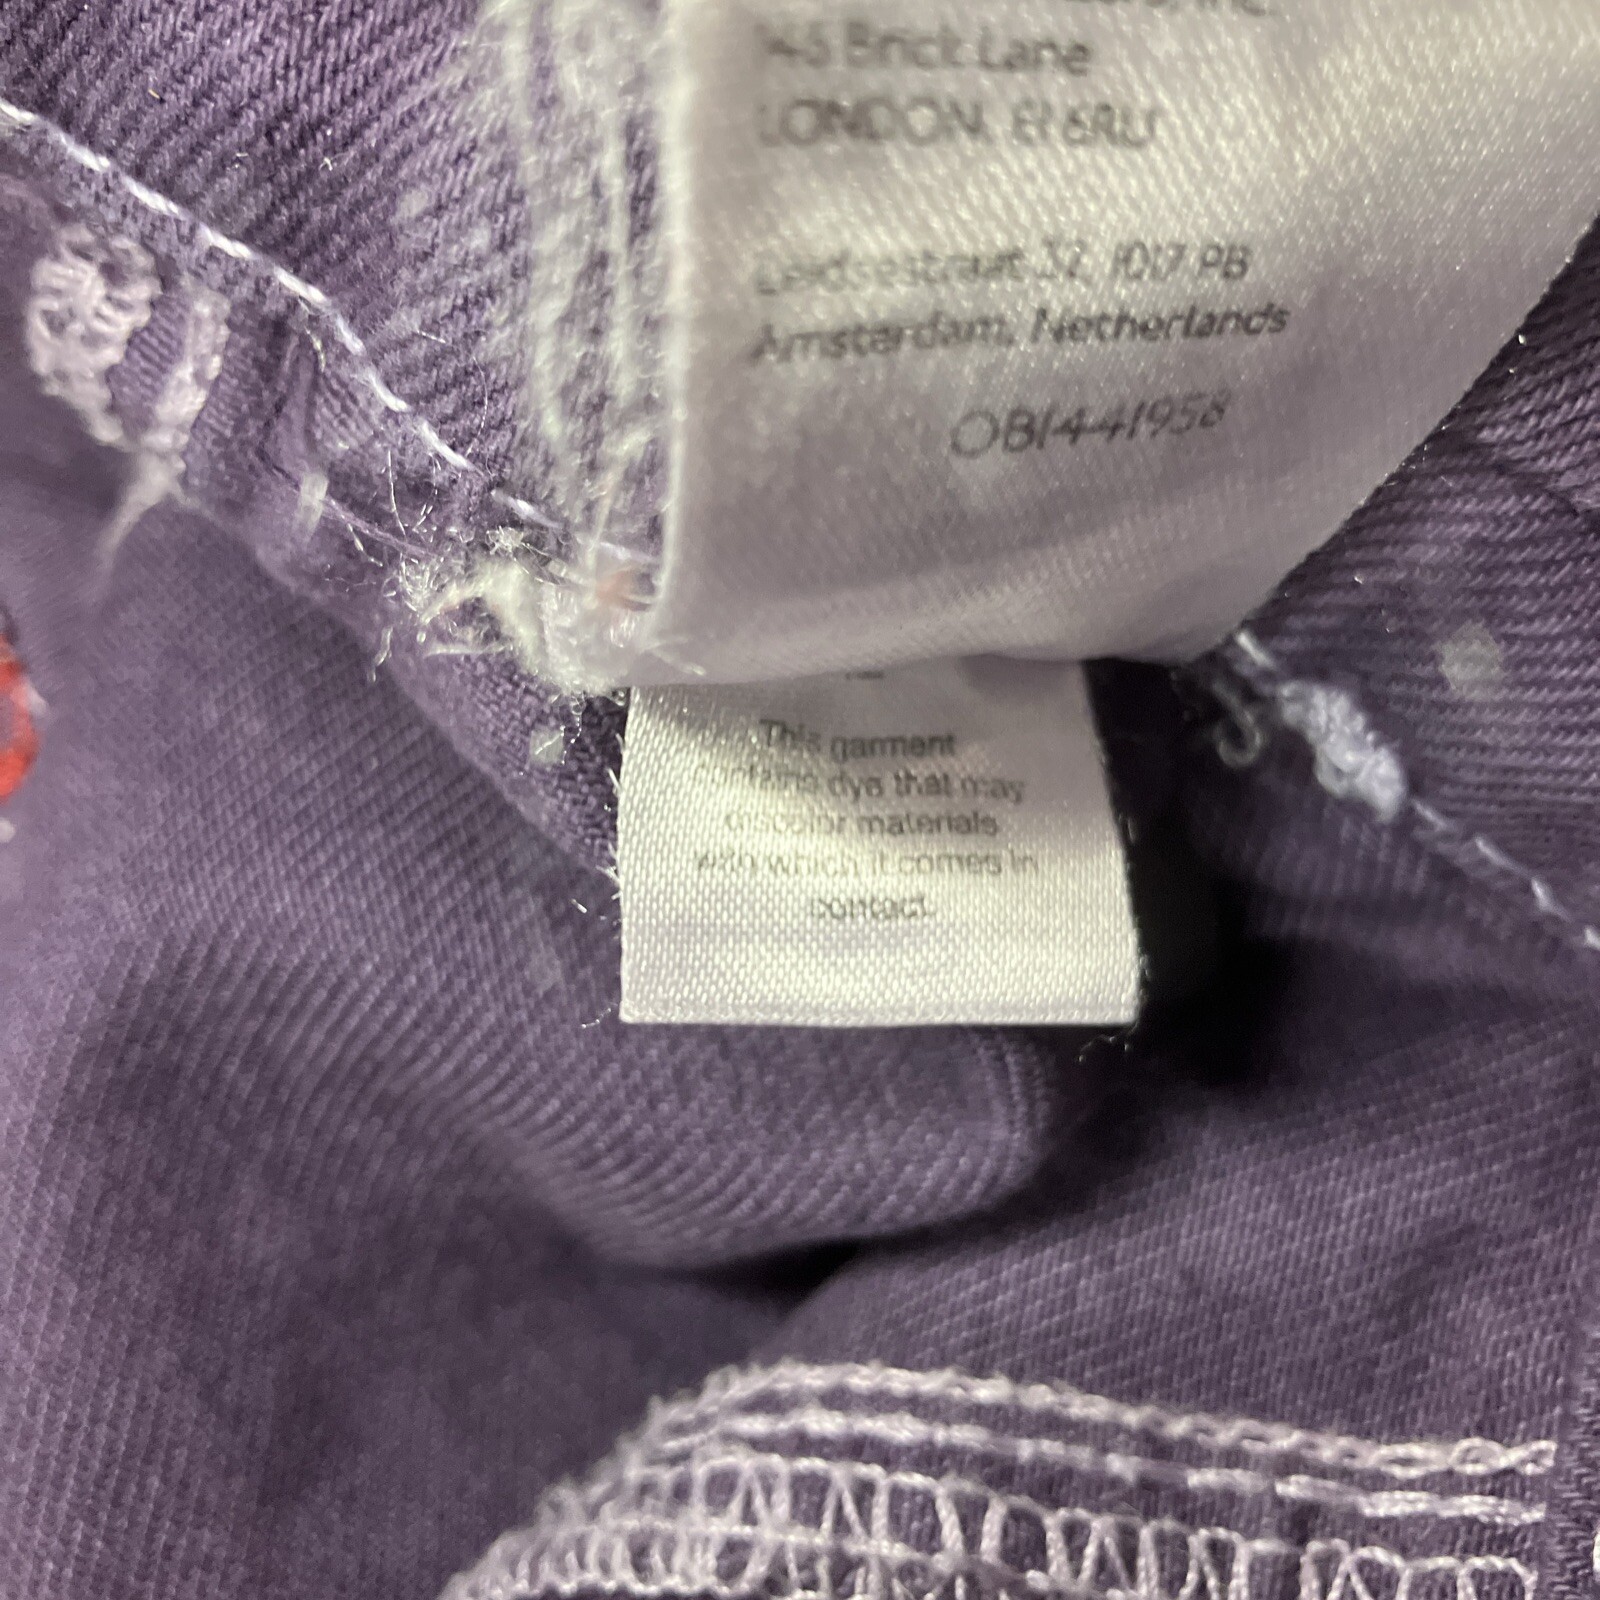 Brick Lane
LONDON, E1 6RU
Leidsestraat 32, 1017 PB
Amsterdam, Netherlands
OB1441958
This garment
contains dye that may
discolor materials
with which it comes in
contact.